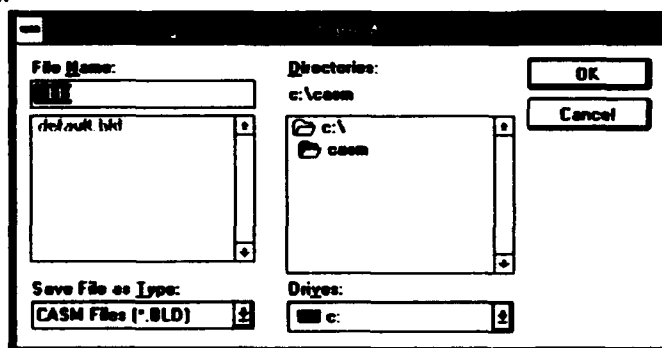 File Name:
default.bld
Save File as Type:
CASM Files (*.BLD)
Directories:
c:\casm
c:\
casm
Drives:
c:
OK
Cancel